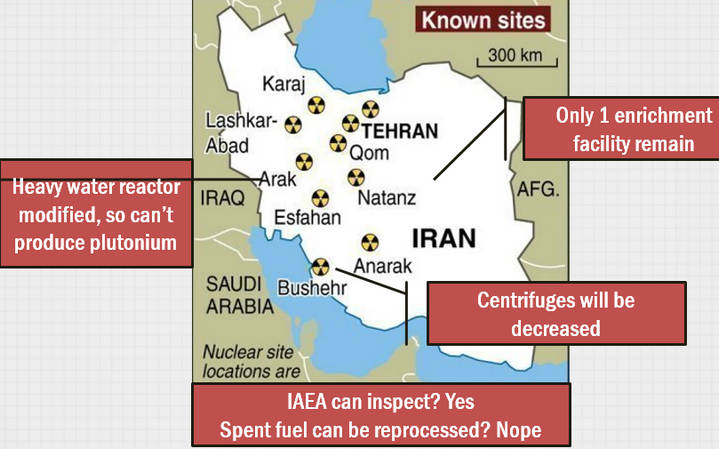 Known sites
300 km
Karaj
Lashkar-
Abad
TEHRAN
Qom
Only 1 enrichment
facility remain
Heavy water reactor
modified, so can't
produce plutonium
Arak
Natanz
IRAQ
AFG.
Esfahan
IRAN
Anarak
Bushehr
SAUDI
ARABIA
Centrifuges will be
decreased
Nuclear site
locations are
IAEA can inspect? Yes
Spent fuel can be reprocessed? Nope